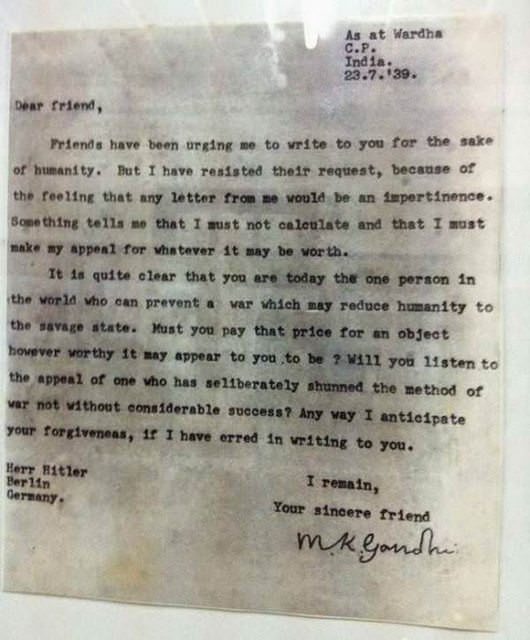 As at Wardha
C.P.
India.
23.7.'39.
Dear friend,
Friends have been urging me to write to you for the sake
of humanity. But I have resisted their request, because of
the feeling that any letter from me would be an impertinence.
Something tells me that I must not calculate and that I must
make my appeal for whatever it may be worth.
It is quite clear that you are today the one person in
the world who can prevent a war which may reduce humanity to
the savage state. Must you pay that price for an object
however worthy it may appear to you to be ? Will you listen to
the appeal of one who has seliberately shunned the method of
war not without considerable success? Any way I anticipate
your forgiveness, if I have erred in writing to you.
Herr Hitler
Berlin
Germany.
I remain,
Your sincere friend
M.K.Gandhi